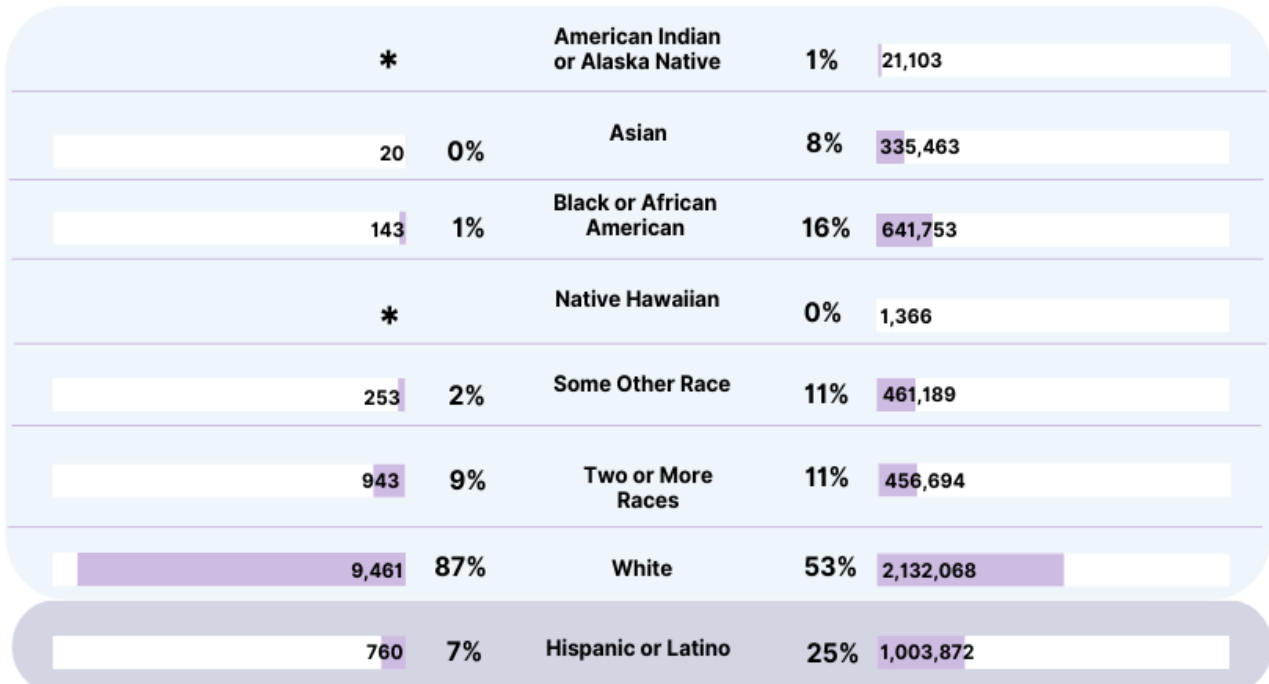 American Indian
or Alaska Native
* 1% 21,103
Asian
20 0% 8% 335,463
Black or African
American
143 1% 16% 641,753
Native Hawaiian
* 0% 1,366
Some Other Race
253 2% 11% 461,189
Two or More
Races
943 9% 11% 456,694
9,461 87% White 53% 2,132,068
760 7% Hispanic or Latino 25% 1,003,872